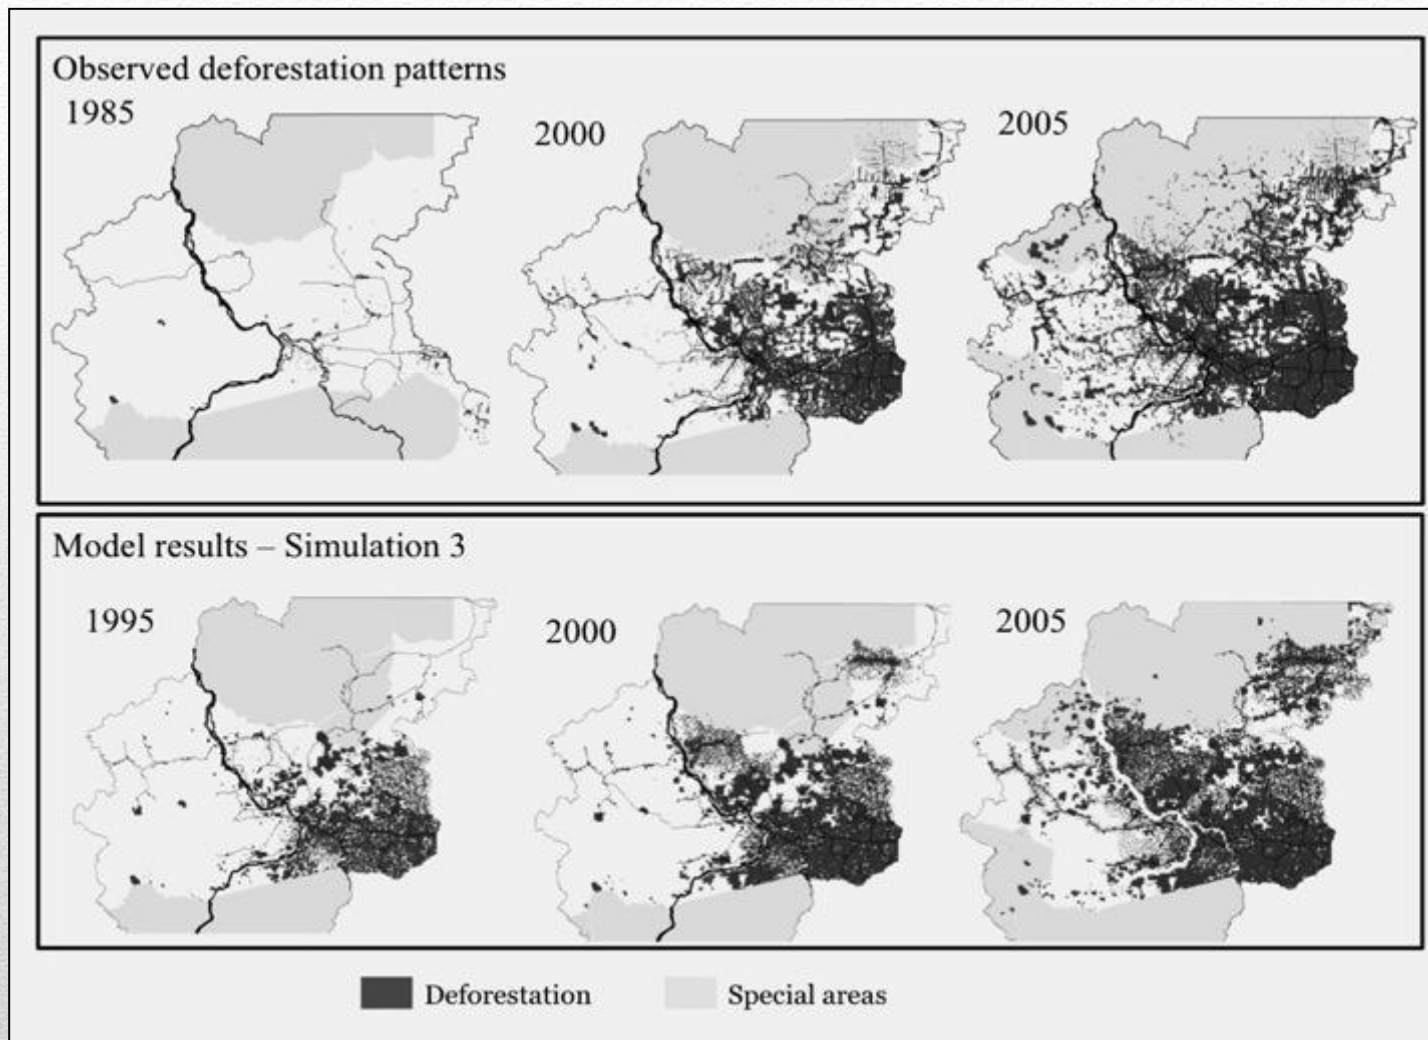 Observed deforestation patterns
1985
2000
2005
Model results – Simulation 3
1995
2000
2005
Deforestation
Special areas